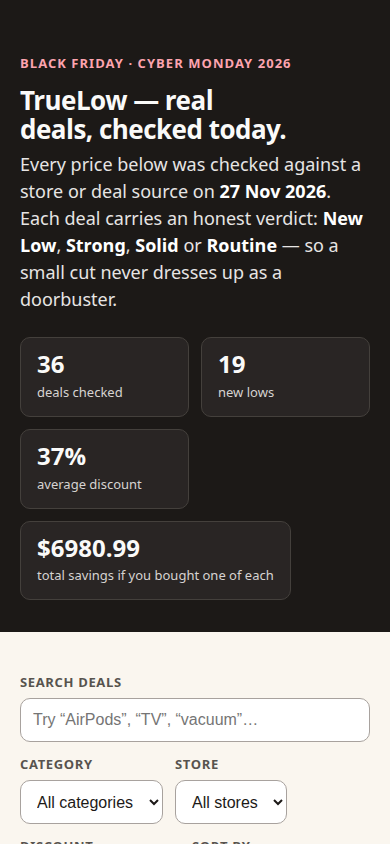 BLACK FRIDAY · CYBER MONDAY 2026
TrueLow — real
deals, checked today.
Every price below was checked against a
store or deal source on 27 Nov 2026.
Each deal carries an honest verdict: New
Low, Strong, Solid or Routine — so a
small cut never dresses up as a
doorbuster.
36
deals checked
19
new lows
37%
average discount
$6980.99
total savings if you bought one of each
SEARCH DEALS
Try “AirPods”, “TV”, “vacuum”…
CATEGORY
STORE
All categories
All stores
DISCOUNT
SORT BY